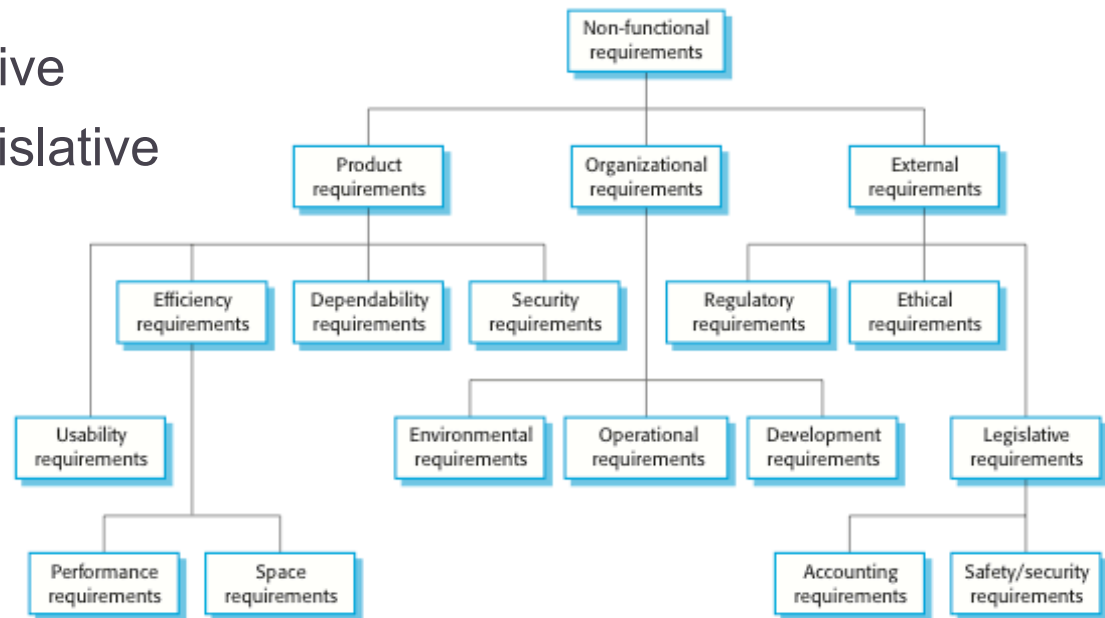 ive
islative
Non-functional
requirements
Product
requirements
Organizational
requirements
External
requirements
Efficiency
requirements
Dependability
requirements
Security
requirements
Regulatory
requirements
Ethical
requirements
Usability
requirements
Environmental
requirements
Operational
requirements
Development
requirements
Legislative
requirements
Performance
requirements
Space
requirements
Accounting
requirements
Safety/security
requirements